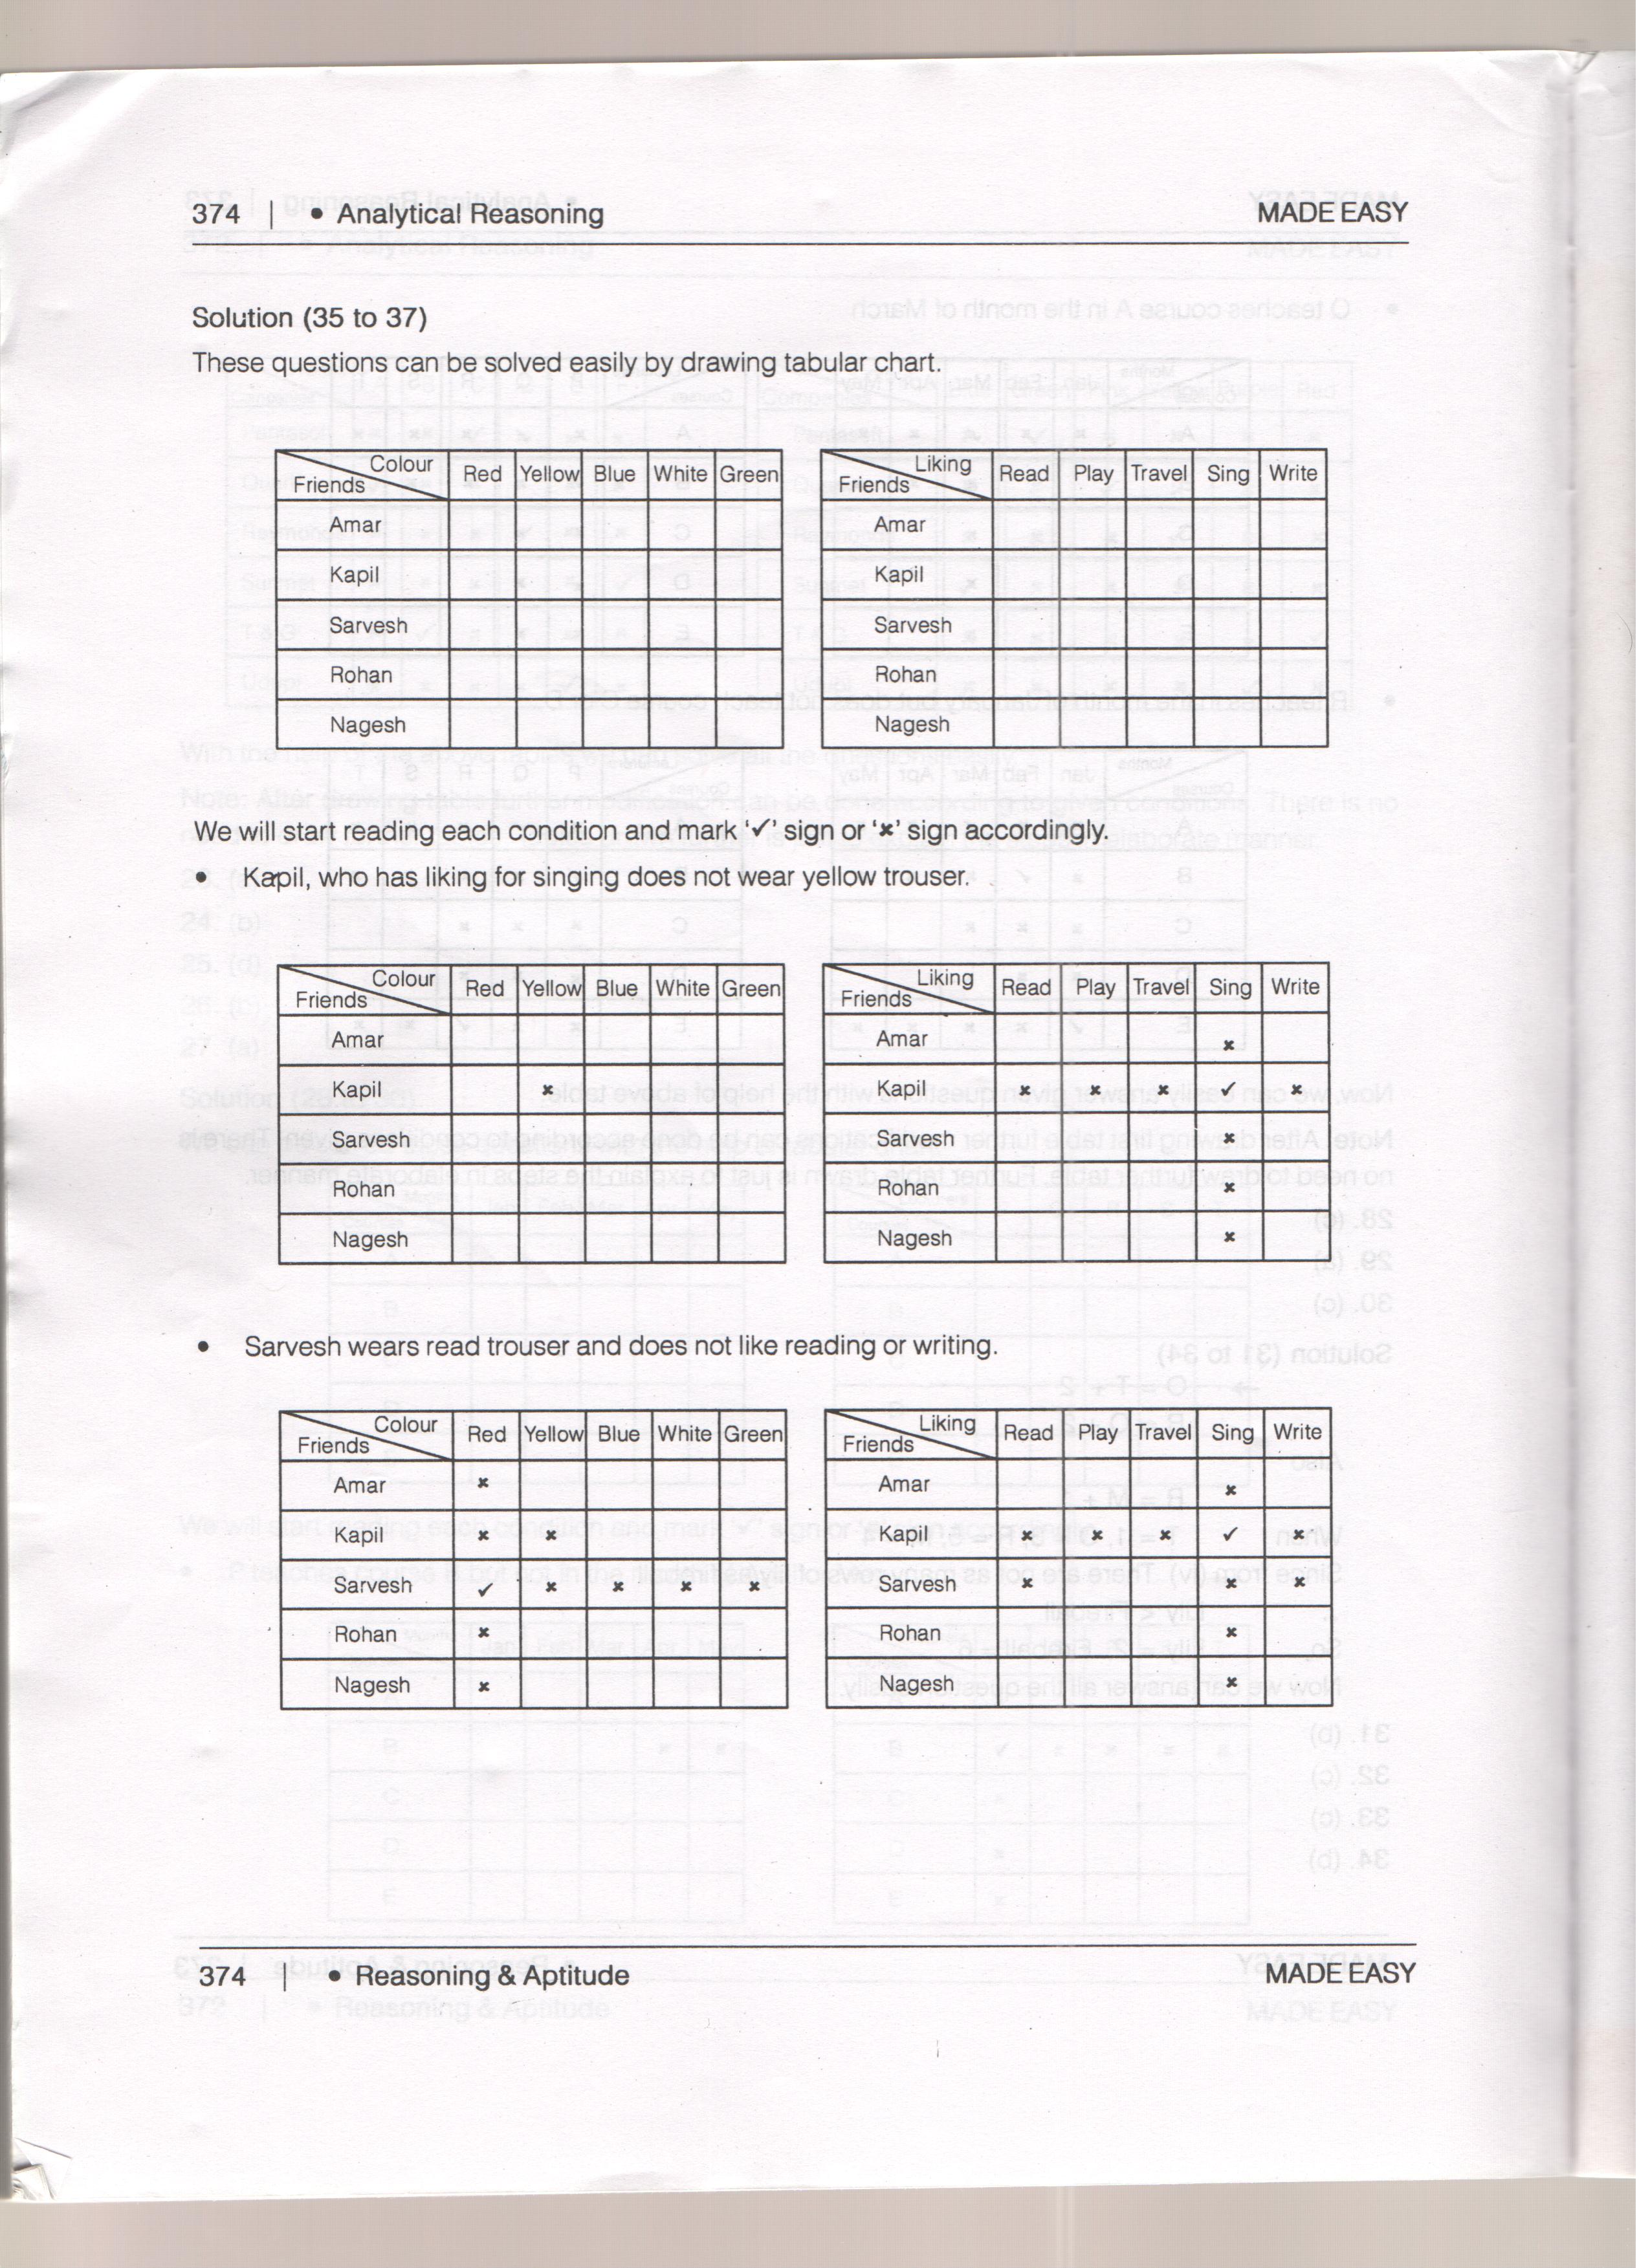 374 | • Analytical Reasoning MADE EASY
Solution (35 to 37)
These questions can be solved easily by drawing tabular chart.
Colour Friends Red Yellow Blue White Green
Amar
Kapil
Sarvesh
Rohan
Nagesh
Liking Friends Read Play Travel Sing Write
Amar
Kapil
Sarvesh
Rohan
Nagesh
We will start reading each condition and mark ‘✓’ sign or ‘×’ sign accordingly.
• Kapil, who has liking for singing does not wear yellow trouser.
Colour Friends Red Yellow Blue White Green
Amar
Kapil ×
Sarvesh
Rohan
Nagesh
Liking Friends Read Play Travel Sing Write
Amar ×
Kapil × × × ✓ ×
Sarvesh ×
Rohan ×
Nagesh ×
• Sarvesh wears read trouser and does not like reading or writing.
Colour Friends Red Yellow Blue White Green
Amar ×
Kapil × ×
Sarvesh ✓ × × × ×
Rohan ×
Nagesh ×
Liking Friends Read Play Travel Sing Write
Amar ×
Kapil × × × ✓ ×
Sarvesh × × ×
Rohan ×
Nagesh ×
374 | • Reasoning & Aptitude MADE EASY